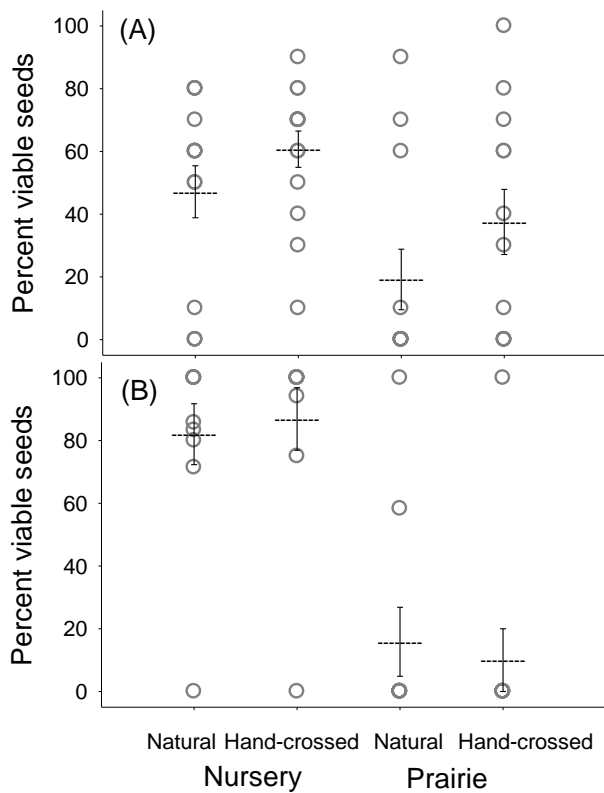 (A)
Percent viable seeds
100
80
60
40
20
0
(B)
Percent viable seeds
100
80
60
40
20
0
Natural Hand-crossed Natural Hand-crossed
Nursery Prairie